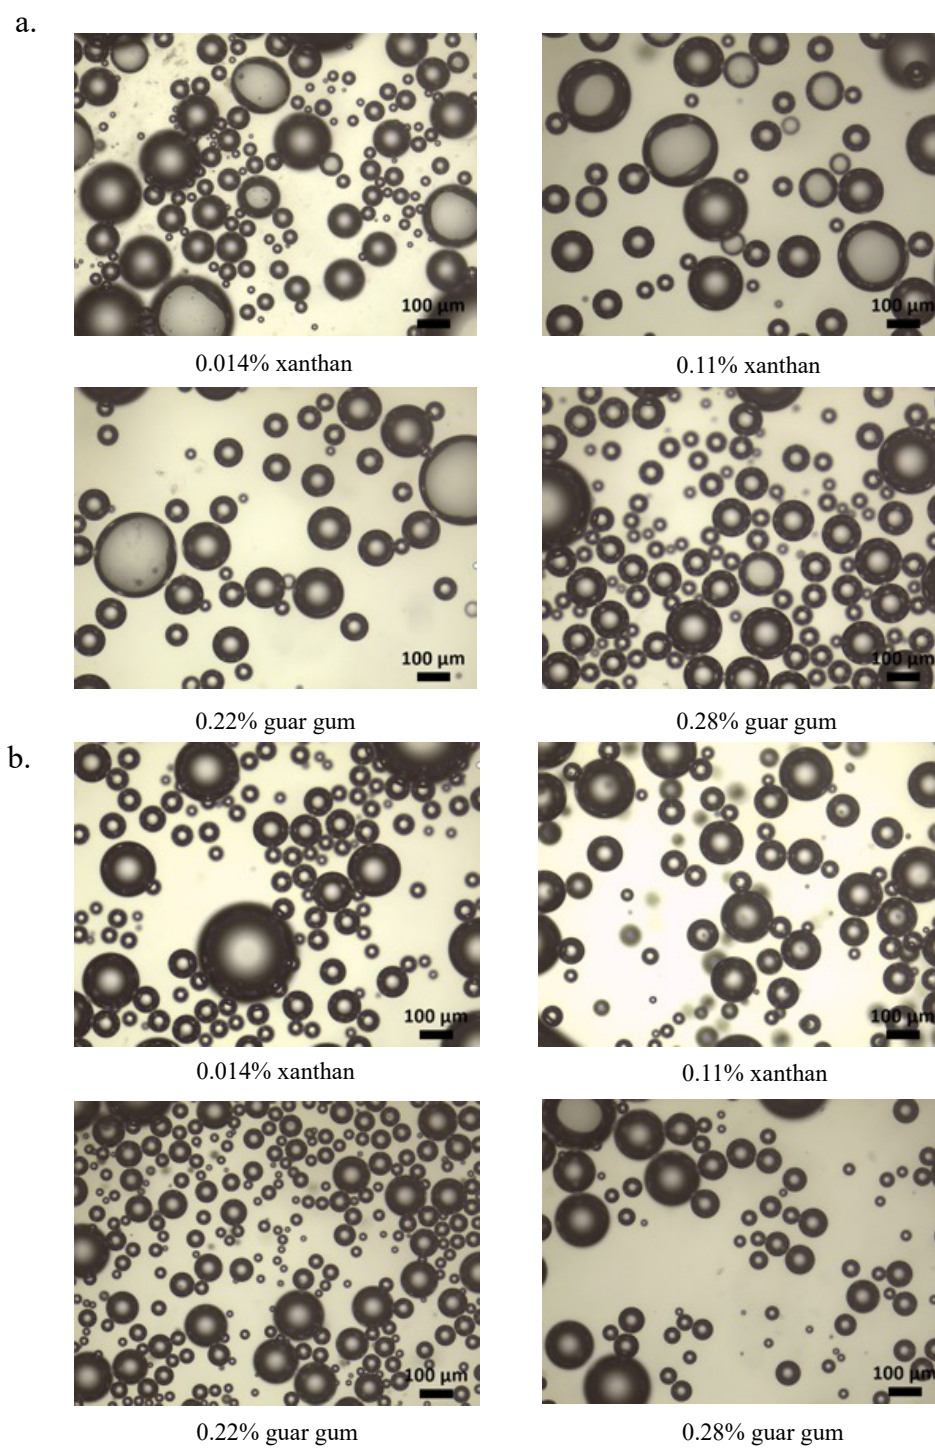 a.
100 µm
100 µm
0.014% xanthan
0.11% xanthan
100 µm
100 µm
0.22% guar gum
0.28% guar gum
b.
100 µm
100 µm
0.014% xanthan
0.11% xanthan
100 µm
100 µm
0.22% guar gum
0.28% guar gum